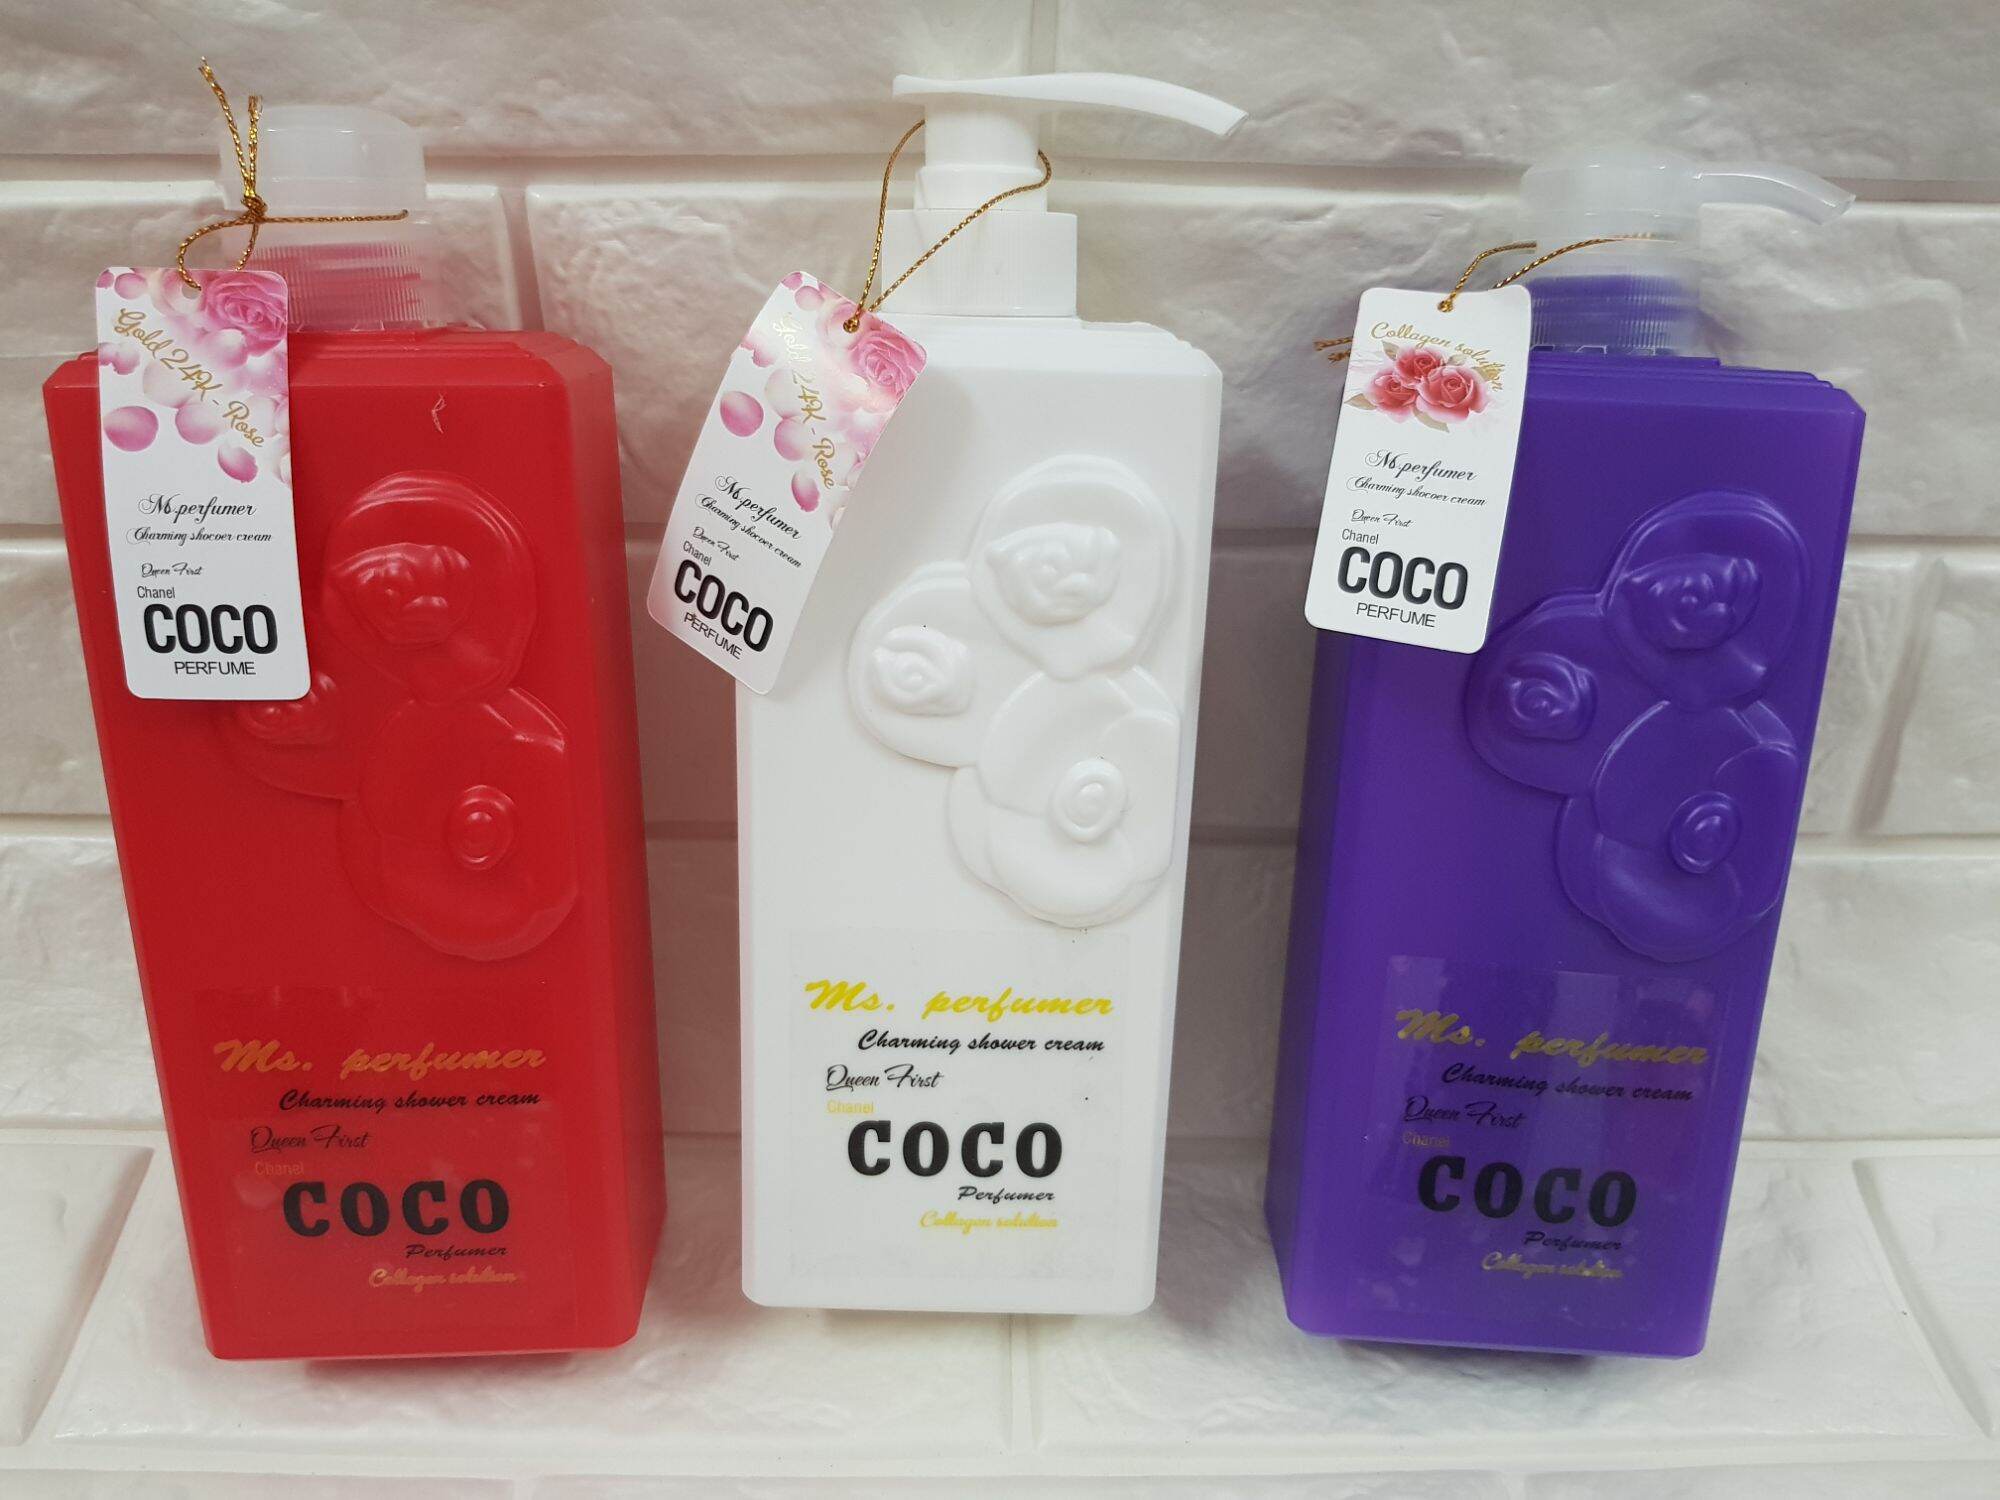 Gold 24K - Rose
Ms.perfumer
Charming shocoer cream
Queen First
Chanel
COCO
PERFUME
Ms. perfumer
Charming shower cream
Queen First
Chanel
COCO
Perfumer
Collagen solution
Gold 24K - Rose
Ms.perfumer
Charming shocoer cream
Queen First
Chanel
COCO
PERFUME
Ms. perfumer
Charming shower cream
Queen First
Chanel
COCO
Perfumer
Collagen solution
Collagen solution
Ms.perfumer
Charming shocoer cream
Queen First
Chanel
COCO
PERFUME
Ms. perfumer
Charming shower cream
Queen First
Chanel
COCO
Perfumer
Collagen solution